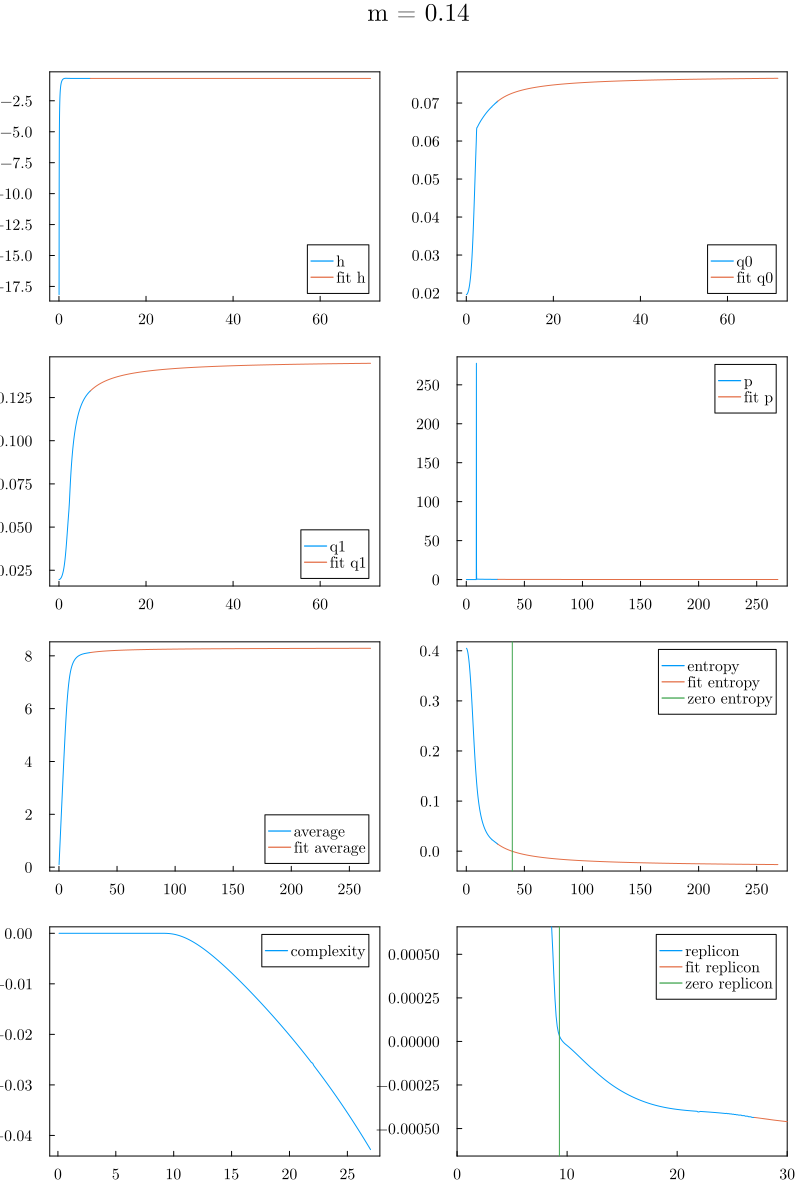 m = 0.14
−2.5
−5.0
−7.5
-10.0
-12.5
-15.0
-17.5
0 20 40 60
h
fit h
0.07
0.06
0.05
0.04
0.03
0.02
0 20 40 60
q0
fit q0
0.125
0.100
0.075
0.050
0.025
0 20 40 60
q1
fit q1
250
200
150
100
50
0
0 50 100 150 200 250
p
fit p
8
6
4
2
0
0 50 100 150 200 250
average
fit average
0.4
0.3
0.2
0.1
0.0
0 50 100 150 200 250
entropy
fit entropy
zero entropy
0.00
-0.01
-0.02
-0.03
-0.04
0 5 10 15 20 25
complexity
0.00050
0.00025
0.00000
−0.00025
−0.00050
0 10 20 30
replicon
fit replicon
zero replicon